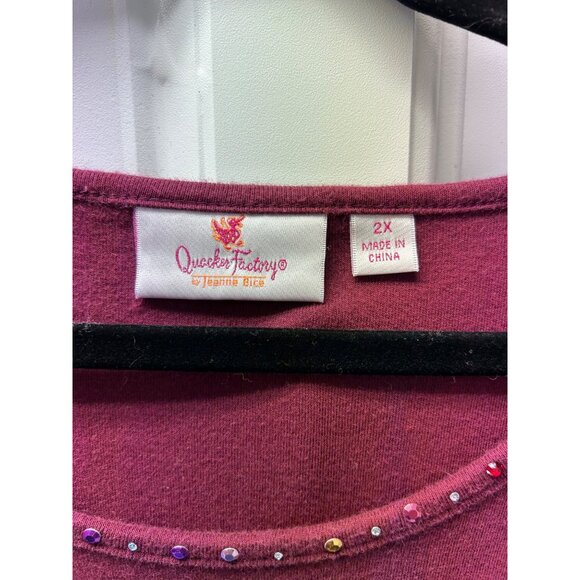 Quacker Factory®
by Jeanne Bice
2X
MADE IN
CHINA